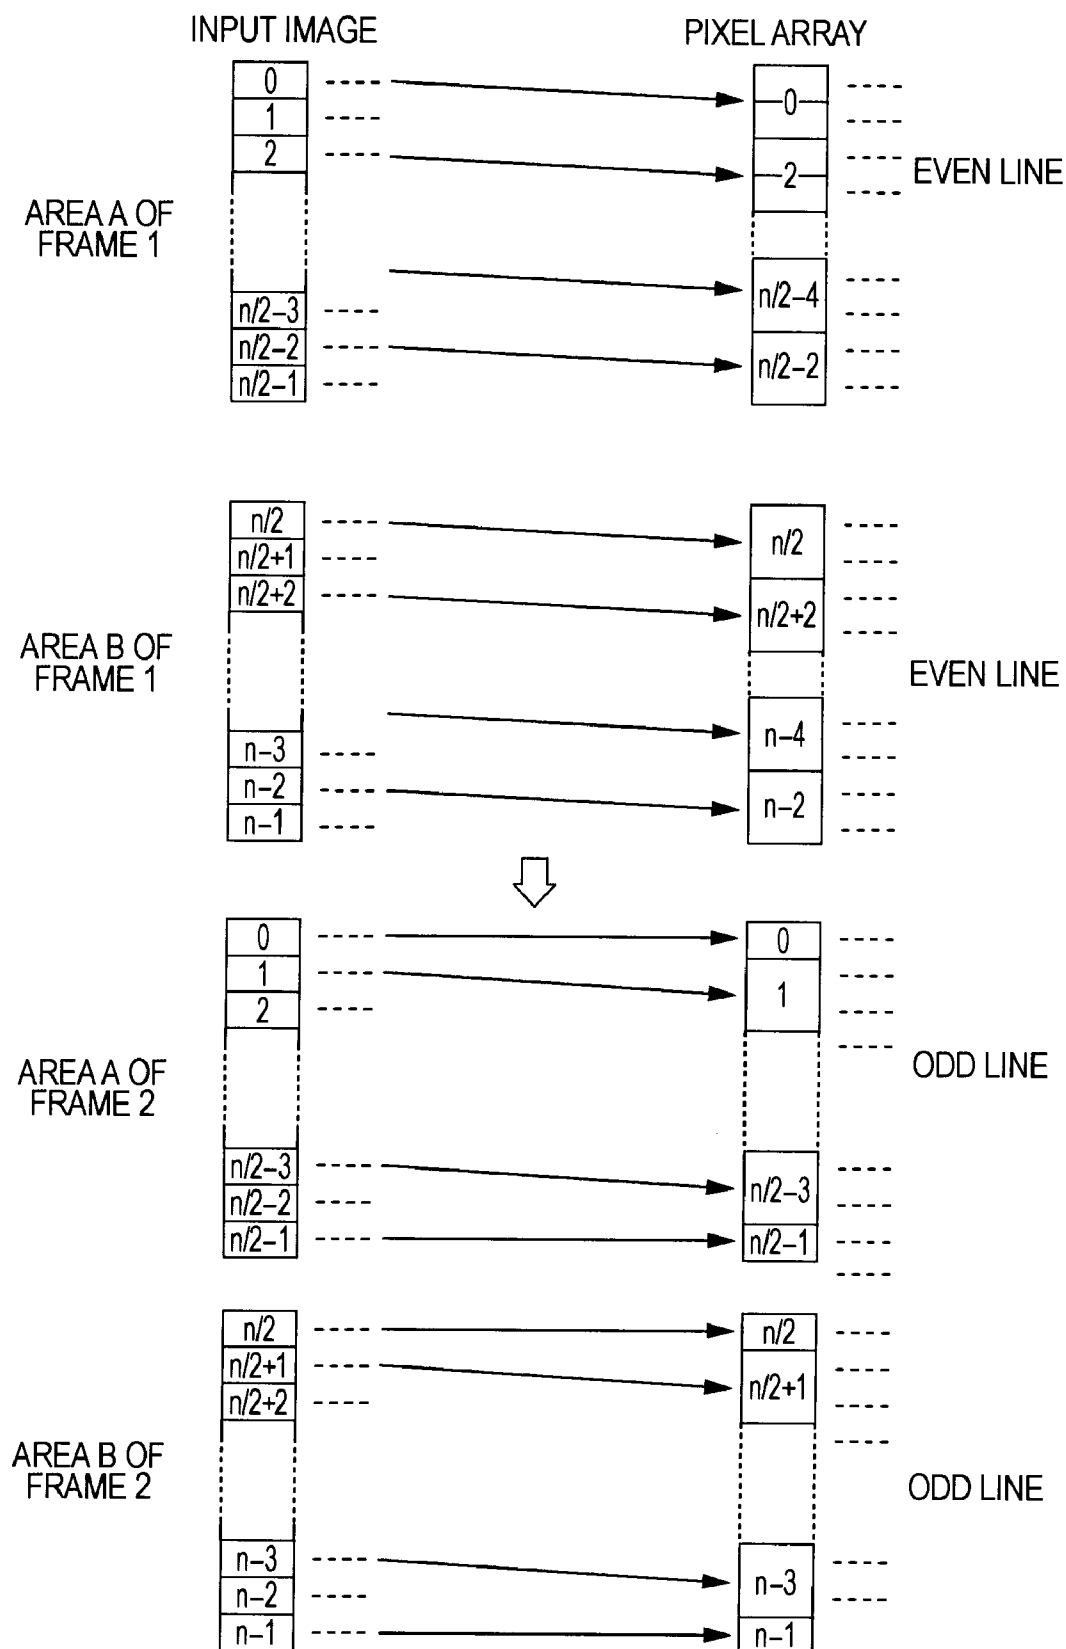 INPUT IMAGE
PIXEL ARRAY
AREA A OF
FRAME 1
0
1
2
n/2–3
n/2–2
n/2–1
0
2
n/2–4
n/2–2
EVEN LINE
AREA B OF
FRAME 1
n/2
n/2+1
n/2+2
n–3
n–2
n–1
n/2
n/2+2
n–4
n–2
EVEN LINE
AREA A OF
FRAME 2
0
1
2
n/2–3
n/2–2
n/2–1
0
1
n/2–3
n/2–1
ODD LINE
AREA B OF
FRAME 2
n/2
n/2+1
n/2+2
n–3
n–2
n–1
n/2
n/2+1
n–3
n–1
ODD LINE